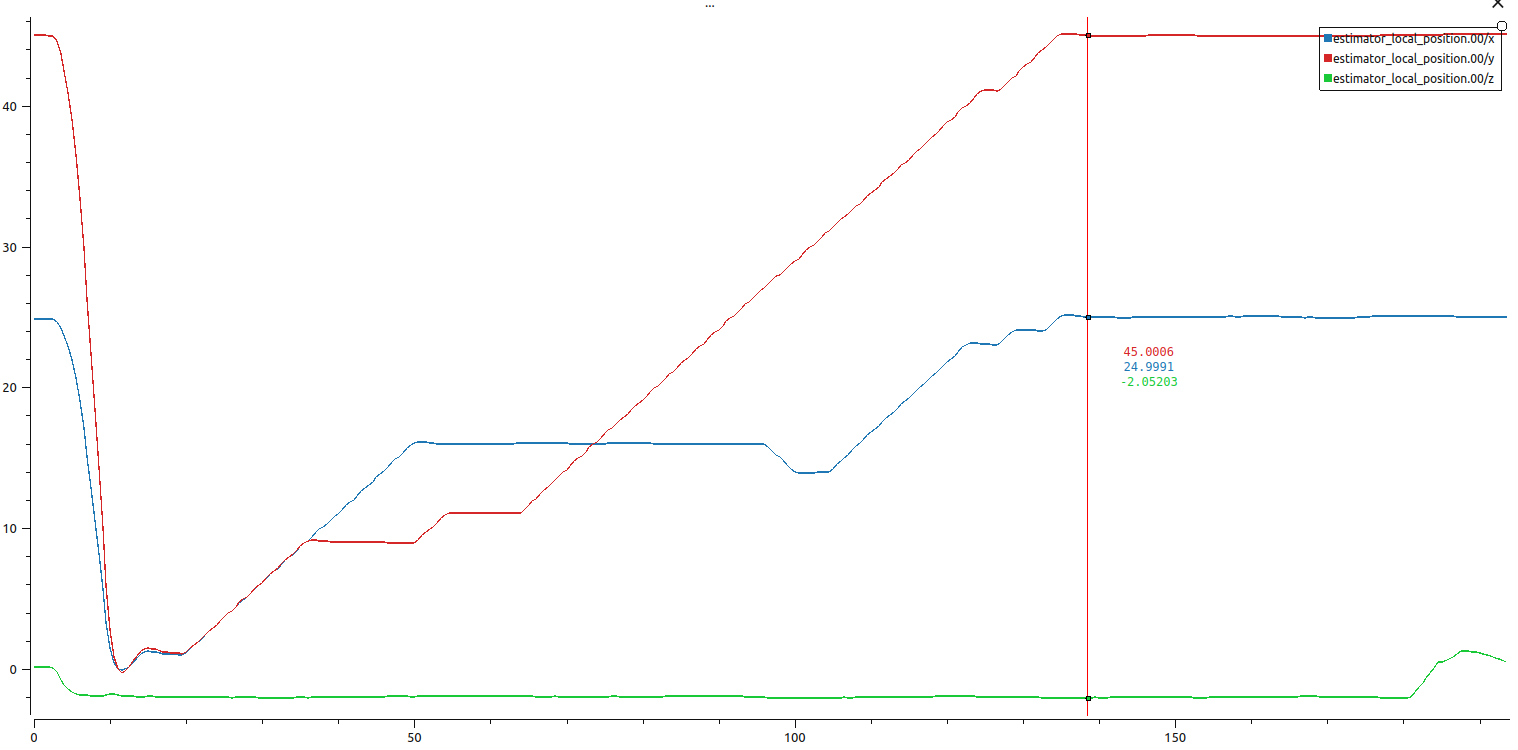 ...
estimator_local_position.00/x
estimator_local_position.00/y
estimator_local_position.00/z
40
30
20
10
0
45.0006
24.9991
-2.05203
0 50 100 150